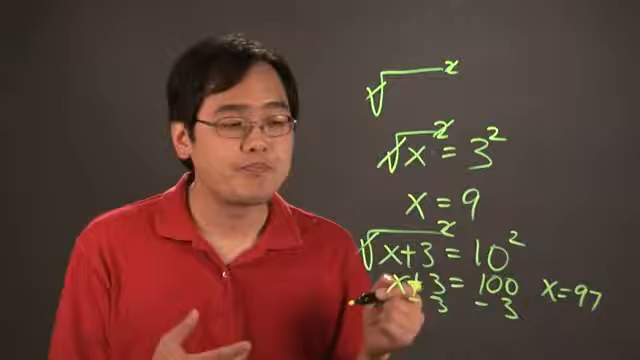 √ ²
√x ² = 3²
x = 9
√x+3 ² = 10²
x+3 = 100 x=97
-3 -3